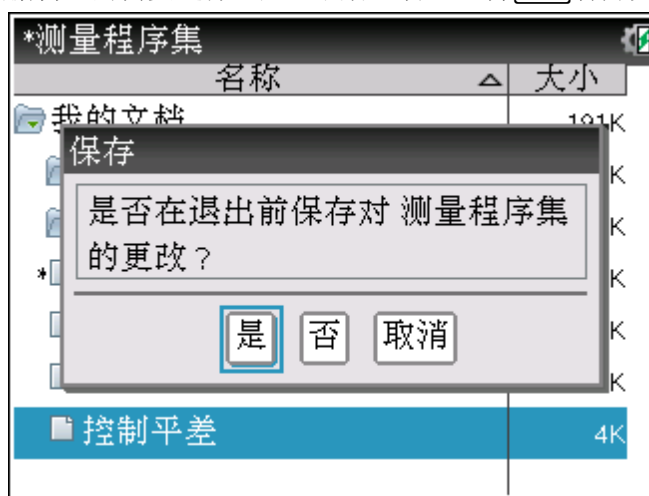 *测量程序集
名称 大小
我的文档 191K
保存
K
是否在退出前保存对 测量程序集
K
的更改？
*
K
是 否 取消
K
K
控制平差
4K